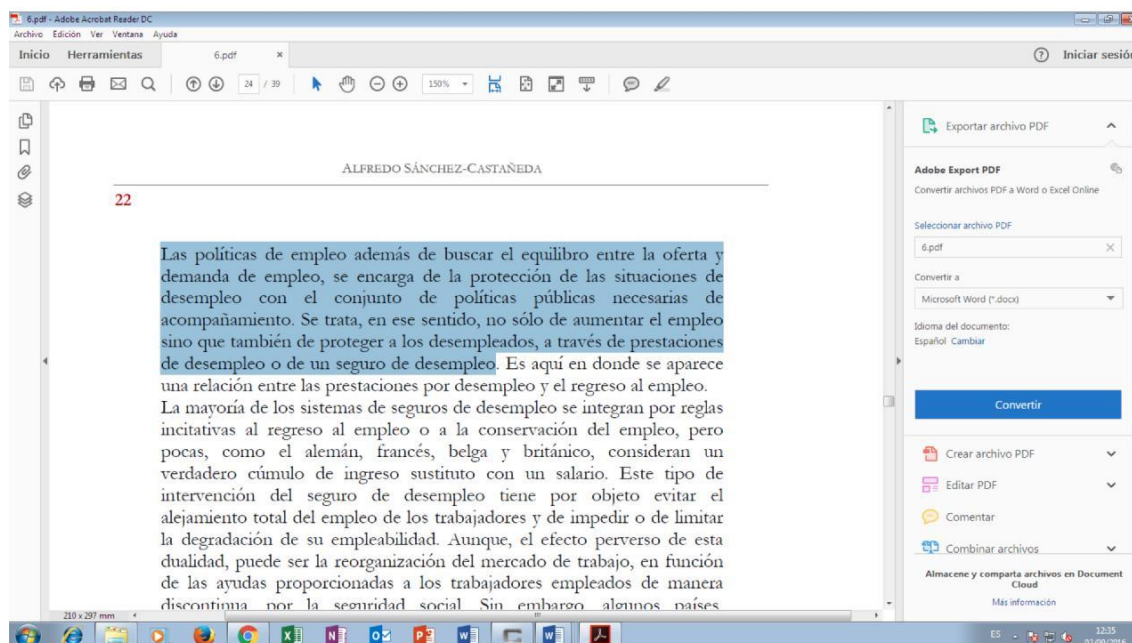 6.pdf - Adobe Acrobat Reader DC
Archivo Edición Ver Ventana Ayuda
Inicio Herramientas 6.pdf × ? Iniciar sesión
24 / 39 150%
ALFREDO SÁNCHEZ-CASTAÑEDA
22
Las políticas de empleo además de buscar el equilibro entre la oferta y
demanda de empleo, se encarga de la protección de las situaciones de
desempleo con el conjunto de políticas públicas necesarias de
acompañamiento. Se trata, en ese sentido, no sólo de aumentar el empleo
sino que también de proteger a los desempleados, a través de prestaciones
de desempleo o de un seguro de desempleo. Es aquí en donde se aparece
una relación entre las prestaciones por desempleo y el regreso al empleo.
La mayoría de los sistemas de seguros de desempleo se integran por reglas
incitativas al regreso al empleo o a la conservación del empleo, pero
pocas, como el alemán, francés, belga y británico, consideran un
verdadero cúmulo de ingreso sustituto con un salario. Este tipo de
intervención del seguro de desempleo tiene por objeto evitar el
alejamiento total del empleo de los trabajadores y de impedir o de limitar
la degradación de su empleabilidad. Aunque, el efecto perverso de esta
dualidad, puede ser la reorganización del mercado de trabajo, en función
de las ayudas proporcionadas a los trabajadores empleados de manera
discontinua por la seguridad social Sin embargo algunos países
210 x 297 mm
Exportar archivo PDF
Adobe Export PDF
Convertir archivos PDF a Word o Excel Online
Seleccionar archivo PDF
6.pdf
Convertir a
Microsoft Word (*.docx)
Idioma del documento:
Español Cambiar
Convertir
Crear archivo PDF
Editar PDF
Comentar
Combinar archivos
Almacene y comparta archivos en Document
Cloud
Más información
ES 12:35
02/09/2016